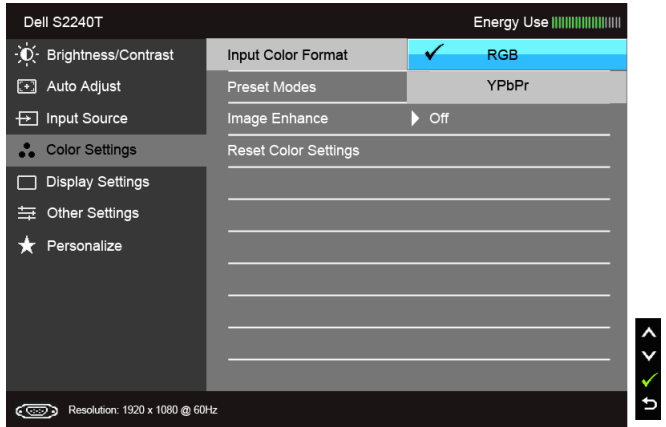 Dell S2240T
Energy Use
Brightness/Contrast
Auto Adjust
Input Source
Color Settings
Display Settings
Other Settings
Personalize
Input Color Format
RGB
Preset Modes
YPbPr
Image Enhance
Off
Reset Color Settings
Resolution: 1920 x 1080 @ 60Hz